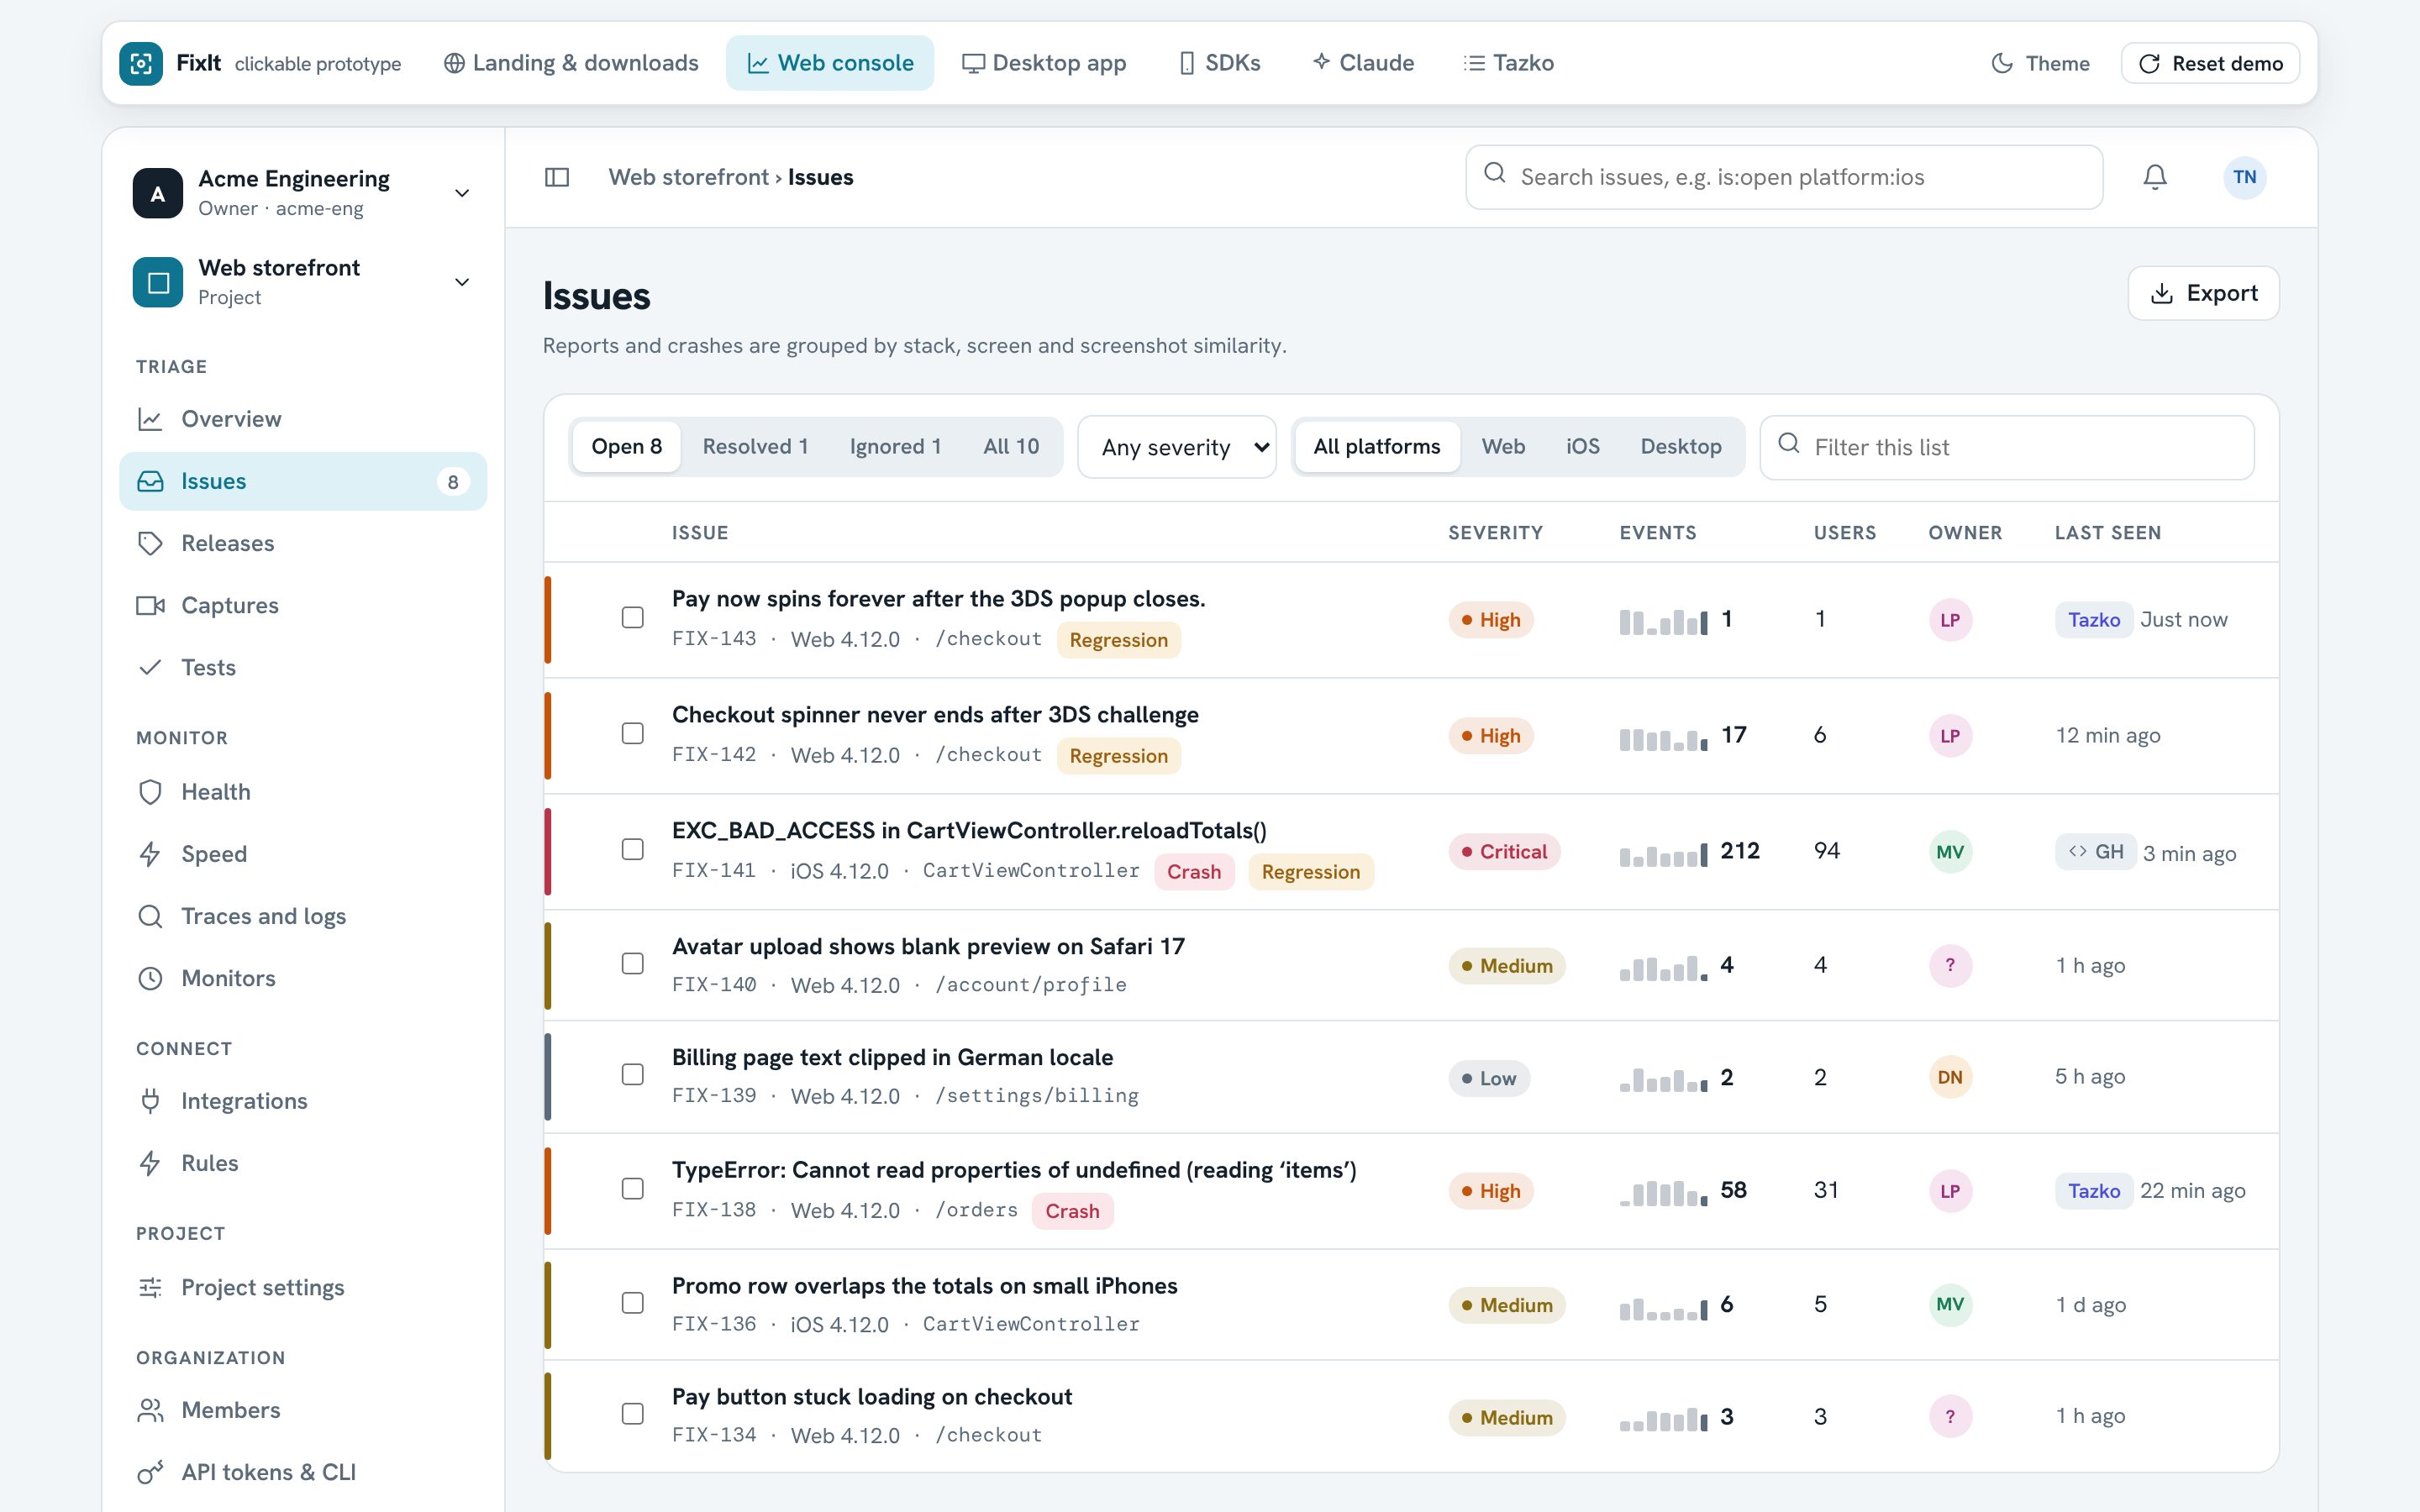 FixIt clickable prototype Landing & downloads Web console Desktop app SDKs Claude Tazko Theme Reset demo
A Acme Engineering
Owner · acme-eng
Web storefront
Project
TRIAGE
Overview
Issues 8
Releases
Captures
Tests
MONITOR
Health
Speed
Traces and logs
Monitors
CONNECT
Integrations
Rules
PROJECT
Project settings
ORGANIZATION
Members
API tokens & CLI
Web storefront › Issues Search issues, e.g. is:open platform:ios TN
Issues Export
Reports and crashes are grouped by stack, screen and screenshot similarity.
Open 8 Resolved 1 Ignored 1 All 10 Any severity All platforms Web iOS Desktop Filter this list
ISSUE SEVERITY EVENTS USERS OWNER LAST SEEN
Pay now spins forever after the 3DS popup closes.
FIX-143 · Web 4.12.0 · /checkout Regression High 1 1 LP Tazko Just now
Checkout spinner never ends after 3DS challenge
FIX-142 · Web 4.12.0 · /checkout Regression High 17 6 LP 12 min ago
EXC_BAD_ACCESS in CartViewController.reloadTotals()
FIX-141 · iOS 4.12.0 · CartViewController Crash Regression Critical 212 94 MV <> GH 3 min ago
Avatar upload shows blank preview on Safari 17
FIX-140 · Web 4.12.0 · /account/profile Medium 4 4 ? 1 h ago
Billing page text clipped in German locale
FIX-139 · Web 4.12.0 · /settings/billing Low 2 2 DN 5 h ago
TypeError: Cannot read properties of undefined (reading ‘items’)
FIX-138 · Web 4.12.0 · /orders Crash High 58 31 LP Tazko 22 min ago
Promo row overlaps the totals on small iPhones
FIX-136 · iOS 4.12.0 · CartViewController Medium 6 5 MV 1 d ago
Pay button stuck loading on checkout
FIX-134 · Web 4.12.0 · /checkout Medium 3 3 ? 1 h ago